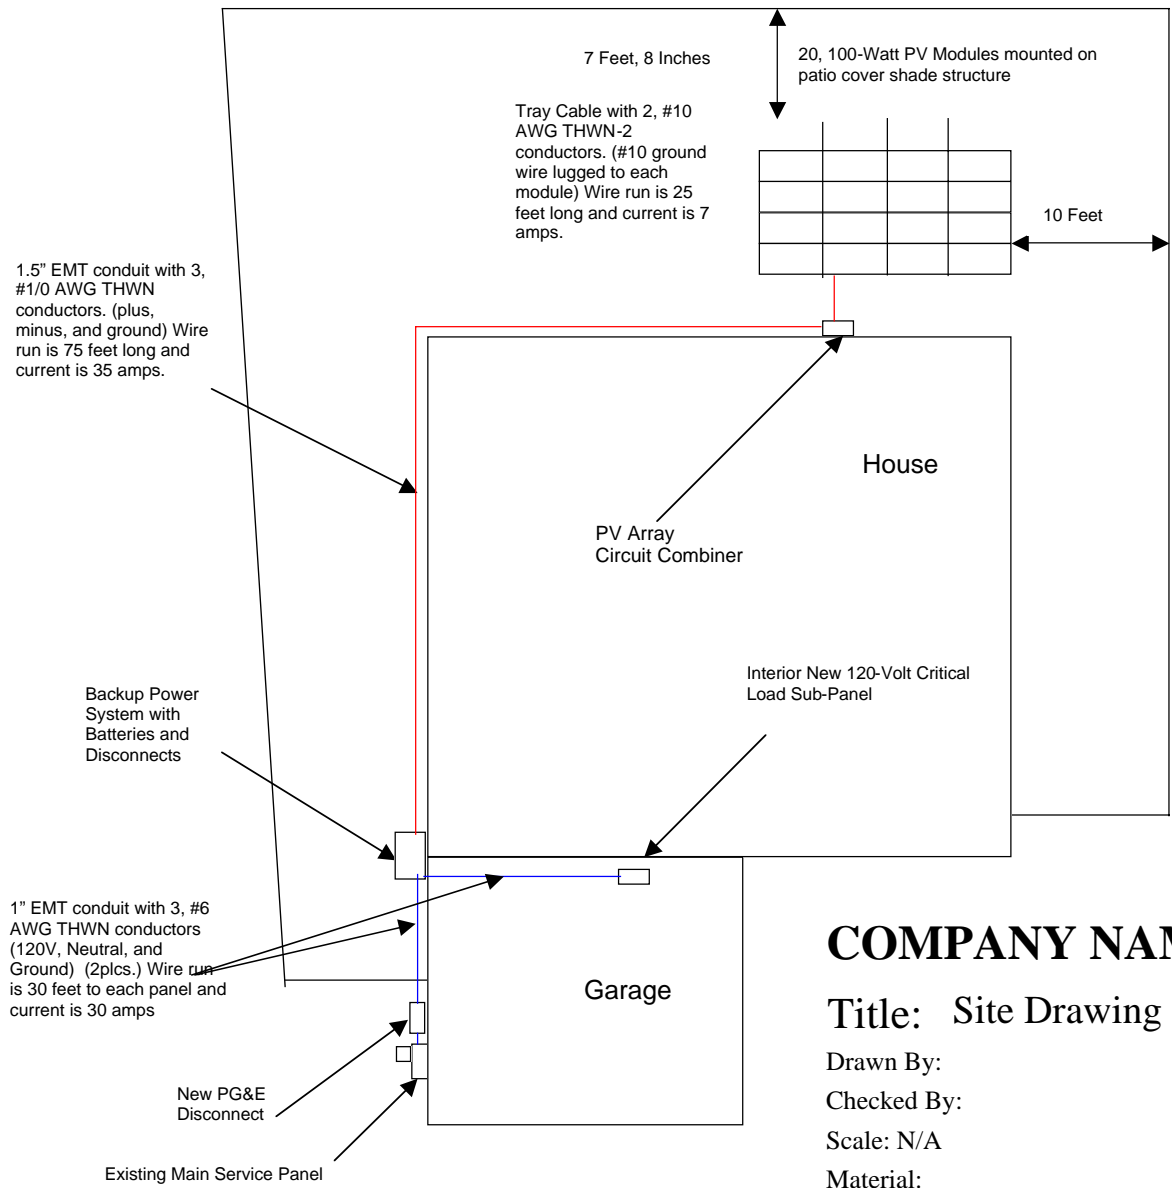 7 Feet, 8 Inches
20, 100-Watt PV Modules mounted on
patio cover shade structure
Tray Cable with 2, #10
AWG THWN-2
conductors. (#10 ground
wire lugged to each
module) Wire run is 25
feet long and current is 7
amps.
10 Feet
1.5” EMT conduit with 3,
#1/0 AWG THWN
conductors. (plus,
minus, and ground) Wire
run is 75 feet long and
current is 35 amps.
House
PV Array
Circuit Combiner
Interior New 120-Volt Critical
Load Sub-Panel
Backup Power
System with
Batteries and
Disconnects
1” EMT conduit with 3, #6
AWG THWN conductors
(120V, Neutral, and
Ground) (2plcs.) Wire run
is 30 feet to each panel and
current is 30 amps
Garage
New PG&E
Disconnect
Existing Main Service Panel
COMPANY NAM
Title: Site Drawing
Drawn By:
Checked By:
Scale: N/A
Material: